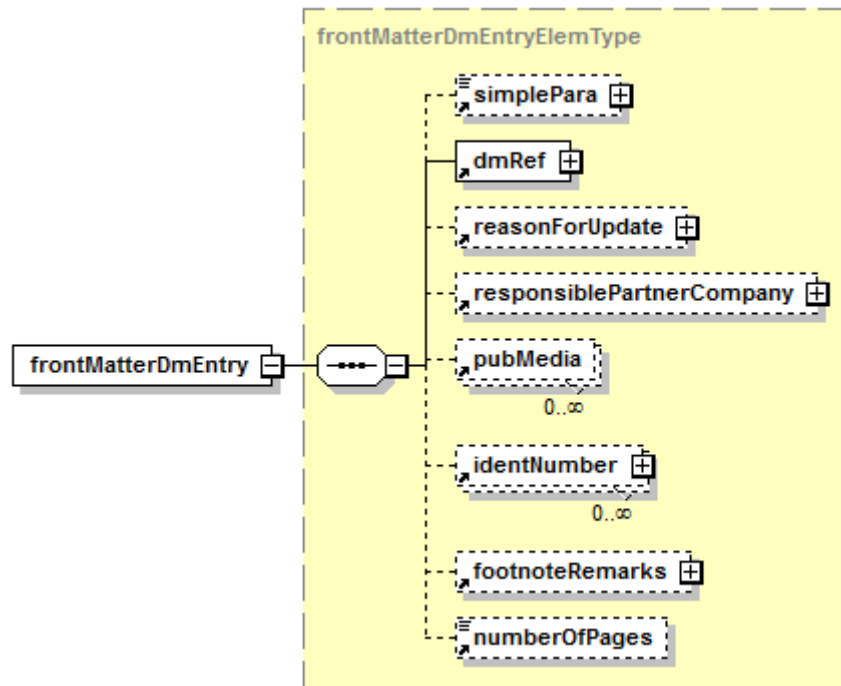 frontMatterDmEntryElemType
simplePara
dmRef
reasonForUpdate
responsiblePartnerCompany
frontMatterDmEntry
pubMedia
0..∞
identNumber
0..∞
footnoteRemarks
numberOfPages